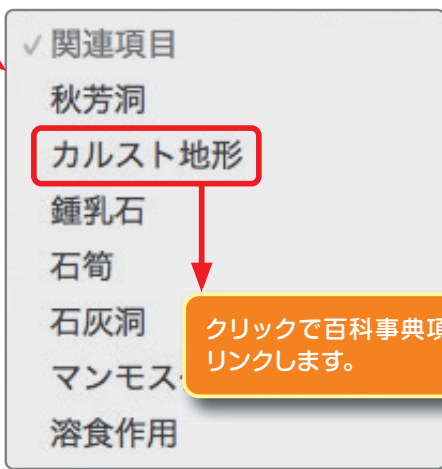 ✓ 関連項目
秋芳洞
カルスト地形
鍾乳石
石筍
石灰洞
クリックで百科事典項
リンクします。
マンモス
溶食作用